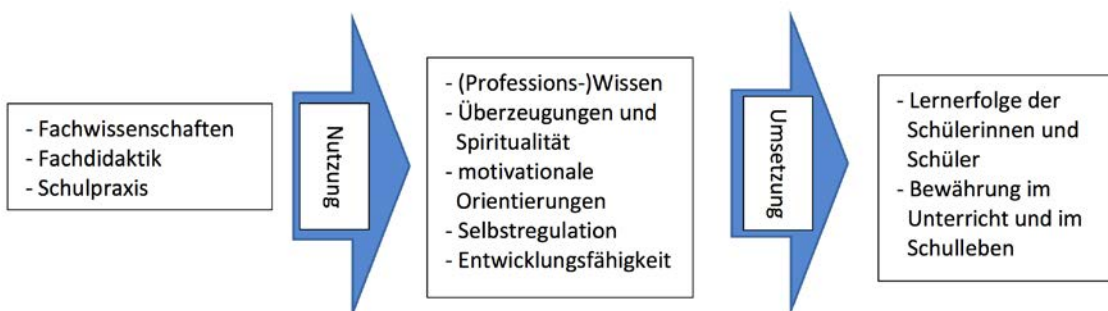 - Fachwissenschaften
- Fachdidaktik
- Schulpraxis
Nutzung
- (Professions-)Wissen
- Überzeugungen und
Spiritualität
- motivationale
Orientierungen
- Selbstregulation
- Entwicklungsfähigkeit
Umsetzung
- Lernerfolge der
Schülerinnen und
Schüler
- Bewährung im
Unterricht und im
Schulleben